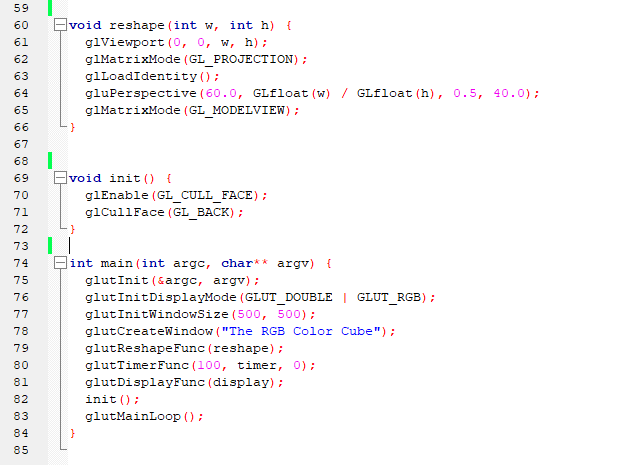 59
60 void reshape(int w, int h) {
61 glViewport(0, 0, w, h);
62 glMatrixMode(GL_PROJECTION);
63 glLoadIdentity();
64 gluPerspective(60.0, GLfloat(w) / GLfloat(h), 0.5, 40.0);
65 glMatrixMode(GL_MODELVIEW);
66 }
67
68
69 void init() {
70 glEnable(GL_CULL_FACE);
71 glCullFace(GL_BACK);
72 }
73
74 int main(int argc, char** argv) {
75 glutInit(&argc, argv);
76 glutInitDisplayMode(GLUT_DOUBLE | GLUT_RGB);
77 glutInitWindowSize(500, 500);
78 glutCreateWindow("The RGB Color Cube");
79 glutReshapeFunc(reshape);
80 glutTimerFunc(100, timer, 0);
81 glutDisplayFunc(display);
82 init();
83 glutMainLoop();
84 }
85